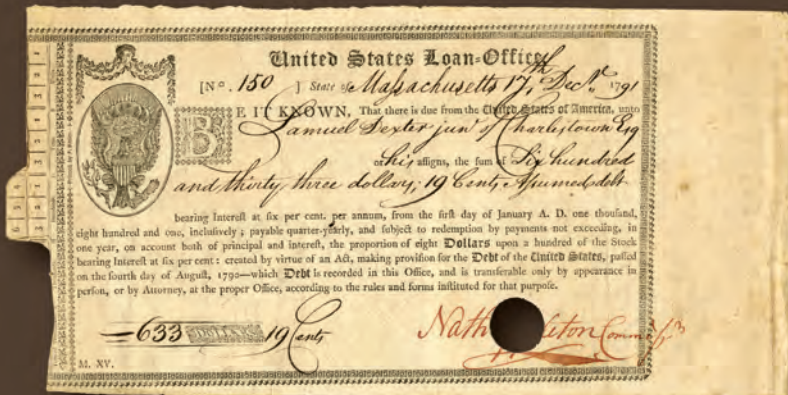 United States Loan-Office.
[No. 150 ] State of Massachusetts 17th Decr. 1791
BE IT KNOWN, That there is due from the United States of America, unto
Samuel Dexter junr of Charlestown Esq
or his assigns, the sum of Six hundred
and thirty three dollars, 19 Cents, Assumed debt
bearing Interest at six per cent. per annum, from the first day of January A. D. one thousand,
eight hundred and one, inclusively; payable quarter-yearly, and subject to redemption by payments not exceeding, in
one year, on account both of principal and interest, the proportion of eight Dollars upon a hundred of the Stock
bearing Interest at six per cent: created by virtue of an Act, making provision for the Debt of the United States, passed
on the fourth day of August, 1790—which Debt is recorded in this Office, and is transferable only by appearance in
person, or by Attorney, at the proper Office, according to the rules and forms instituted for that purpose.
633 DOLLARS 19 Cents
Nath
M. XV.